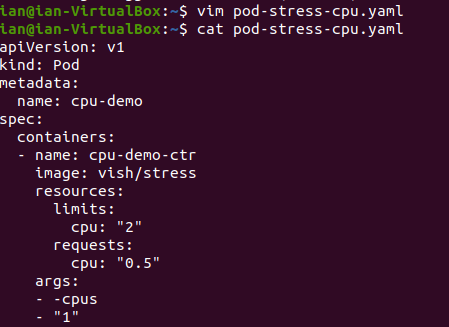 ian@ian-VirtualBox:~$ vim pod-stress-cpu.yaml
ian@ian-VirtualBox:~$ cat pod-stress-cpu.yaml
apiVersion: v1
kind: Pod
metadata:
  name: cpu-demo
spec:
  containers:
  - name: cpu-demo-ctr
    image: vish/stress
    resources:
      limits:
        cpu: "2"
      requests:
        cpu: "0.5"
    args:
    - -cpus
    - "1"